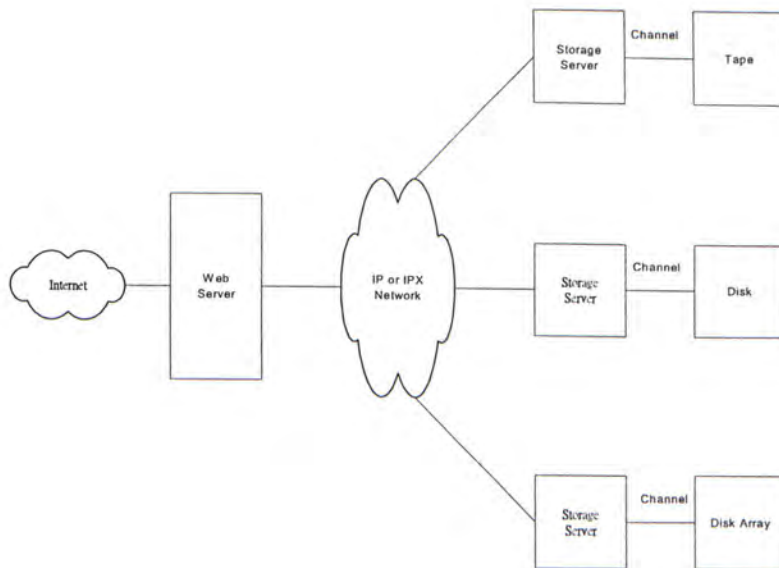 Storage
Server
Channel
Tape
Internet
Web
Server
IP or IPX
Network
Storage
Server
Channel
Disk
Storage
Server
Channel
Disk Array